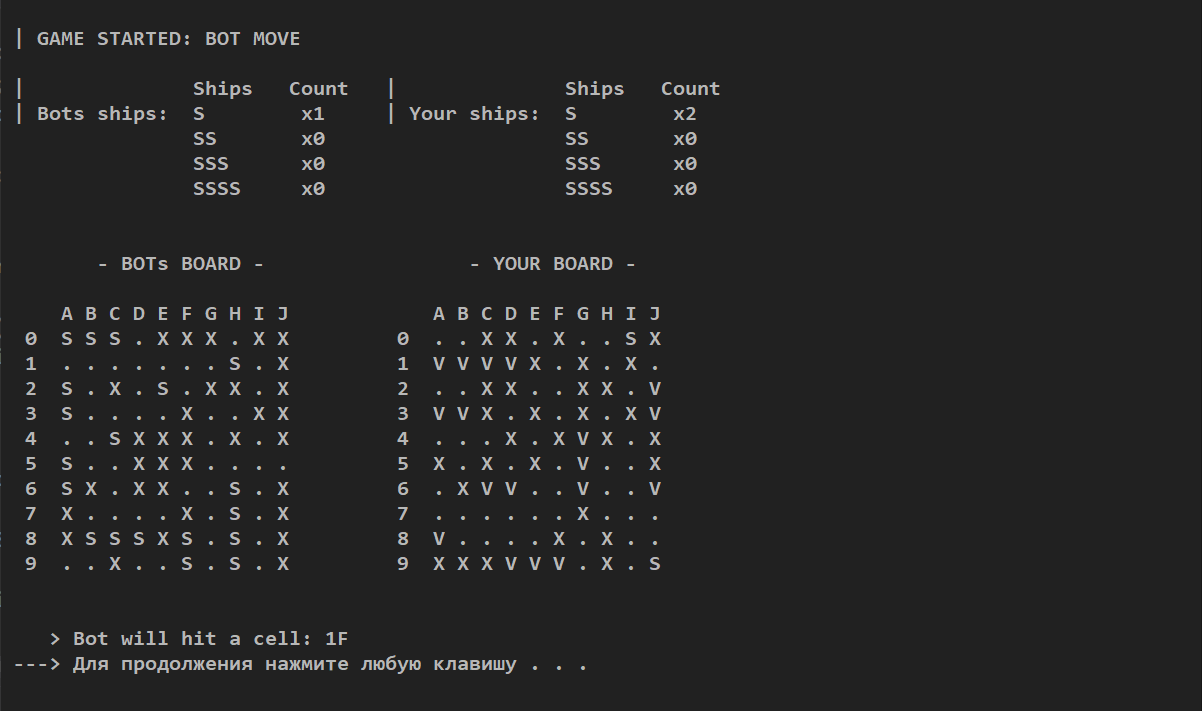 | GAME STARTED: BOT MOVE
|              Ships   Count   |              Ships   Count
| Bots ships:  S        x1     | Your ships:  S        x2
               SS       x0                    SS       x0
               SSS      x0                    SSS      x0
               SSSS     x0                    SSSS     x0
       - BOTs BOARD -                 - YOUR BOARD -
    A B C D E F G H I J            A B C D E F G H I J
 0  S S S . X X X . X X         0  . . X X . X . . S X
 1  . . . . . . . S . X         1  V V V V X . X . X .
 2  S . X . S . X X . X         2  . . X X . . X X . V
 3  S . . . . X . . X X         3  V V X . X . X . X V
 4  . . S X X X . X . X         4  . . . X . X V X . X
 5  S . . X X X . . . .         5  X . X . X . V . . X
 6  S X . X X . . S . X         6  . X V V . . V . . V
 7  X . . . . X . S . X         7  . . . . . . X . . .
 8  X S S S X S . S . X         8  V . . . . X . X . .
 9  . . X . . S . S . X         9  X X X V V V . X . S
   > Bot will hit a cell: 1F
---> Для продолжения нажмите любую клавишу . . .